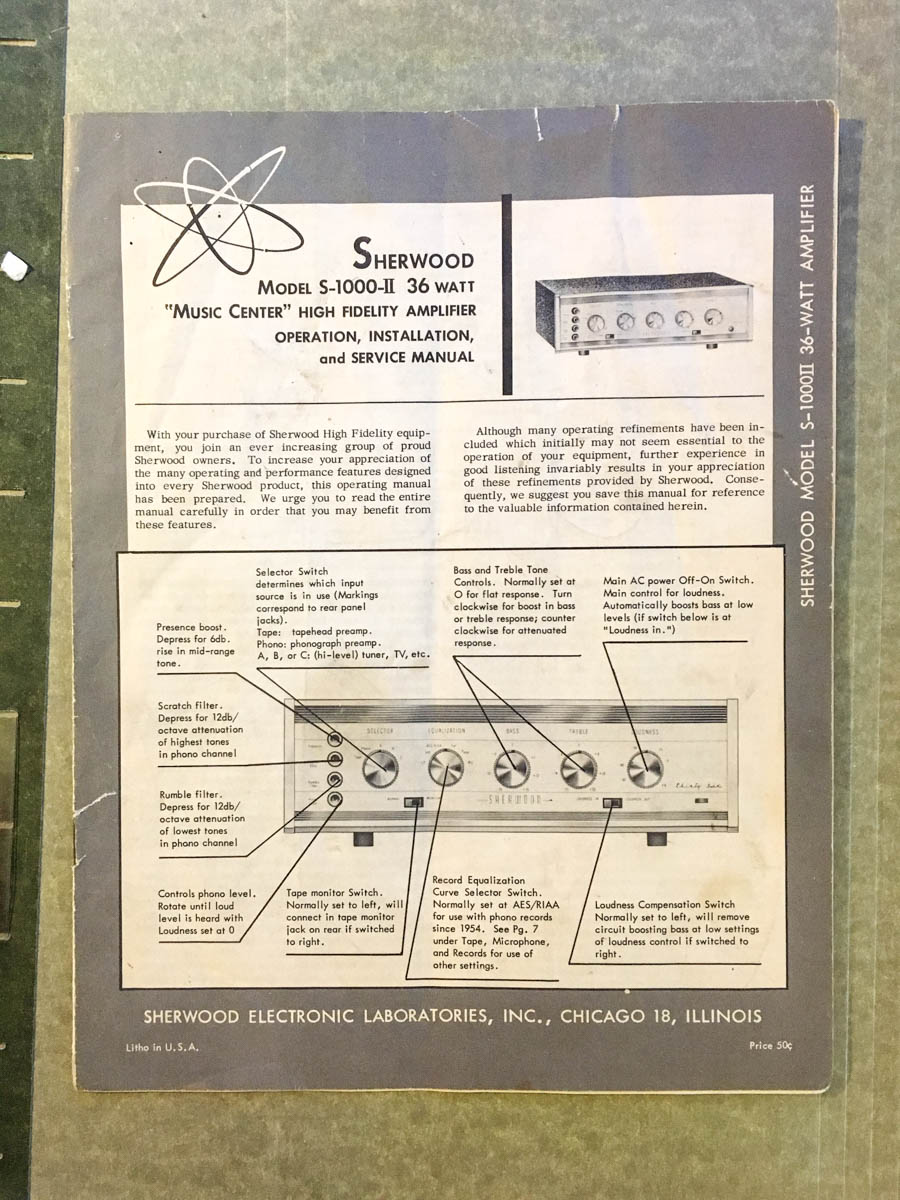 SHERWOOD
MODEL S-1000-II 36 WATT
"MUSIC CENTER" HIGH FIDELITY AMPLIFIER
OPERATION, INSTALLATION,
and SERVICE MANUAL
SHERWOOD MODEL S-1000II 36-WATT AMPLIFIER
With your purchase of Sherwood High Fidelity equip-
ment, you join an ever increasing group of proud
Sherwood owners. To increase your appreciation of
the many operating and performance features designed
into every Sherwood product, this operating manual
has been prepared. We urge you to read the entire
manual carefully in order that you may benefit from
these features.
Although many operating refinements have been in-
cluded which initially may not seem essential to the
operation of your equipment, further experience in
good listening invariably results in your appreciation
of these refinements provided by Sherwood. Conse-
quently, we suggest you save this manual for reference
to the valuable information contained herein.
Presence boost.
Depress for 6db.
rise in mid-range
tone.
Selector Switch
determines which input
source is in use (Markings
correspond to rear panel
jacks).
Tape: tapehead preamp.
Phono: phonograph preamp.
A, B, or C: (hi-level) tuner, TV, etc.
Bass and Treble Tone
Controls. Normally set at
O for flat response. Turn
clockwise for boost in bass
or treble response; counter
clockwise for attenuated
response.
Main AC power Off-On Switch.
Main control for loudness.
Automatically boosts bass at low
levels (if switch below is at
"Loudness in.")
Scratch filter.
Depress for 12db/
octave attenuation
of highest tones
in phono channel
Rumble filter.
Depress for 12db/
octave attenuation
of lowest tones
in phono channel
SELECTOR EQUALIZATION BASS TREBLE LOUDNESS
SHERWOOD
Controls phono level.
Rotate until loud
level is heard with
Loudness set at 0
Tape monitor Switch.
Normally set to left, will
connect in tape monitor
jack on rear if switched
to right.
Record Equalization
Curve Selector Switch.
Normally set at AES/RIAA
for use with phono records
since 1954. See Pg. 7
under Tape, Microphone,
and Records for use of
other settings.
Loudness Compensation Switch
Normally set to left, will remove
circuit boosting bass at low settings
of loudness control if switched to
right.
SHERWOOD ELECTRONIC LABORATORIES, INC., CHICAGO 18, ILLINOIS
Litho in U.S.A.
Price 50¢